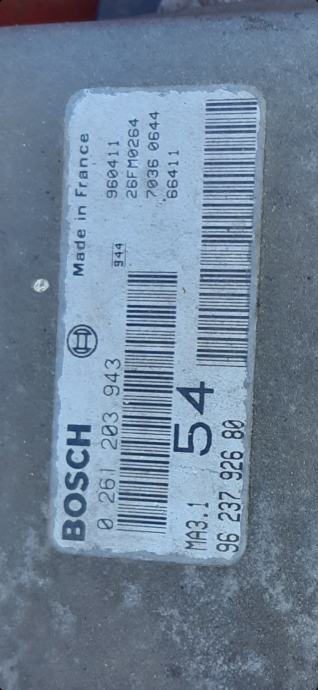 BOSCH
Made in France
0 261 203 943
944
960411
26FM0264
7036 0644
66411
54
MA3.1
96 237 926 80